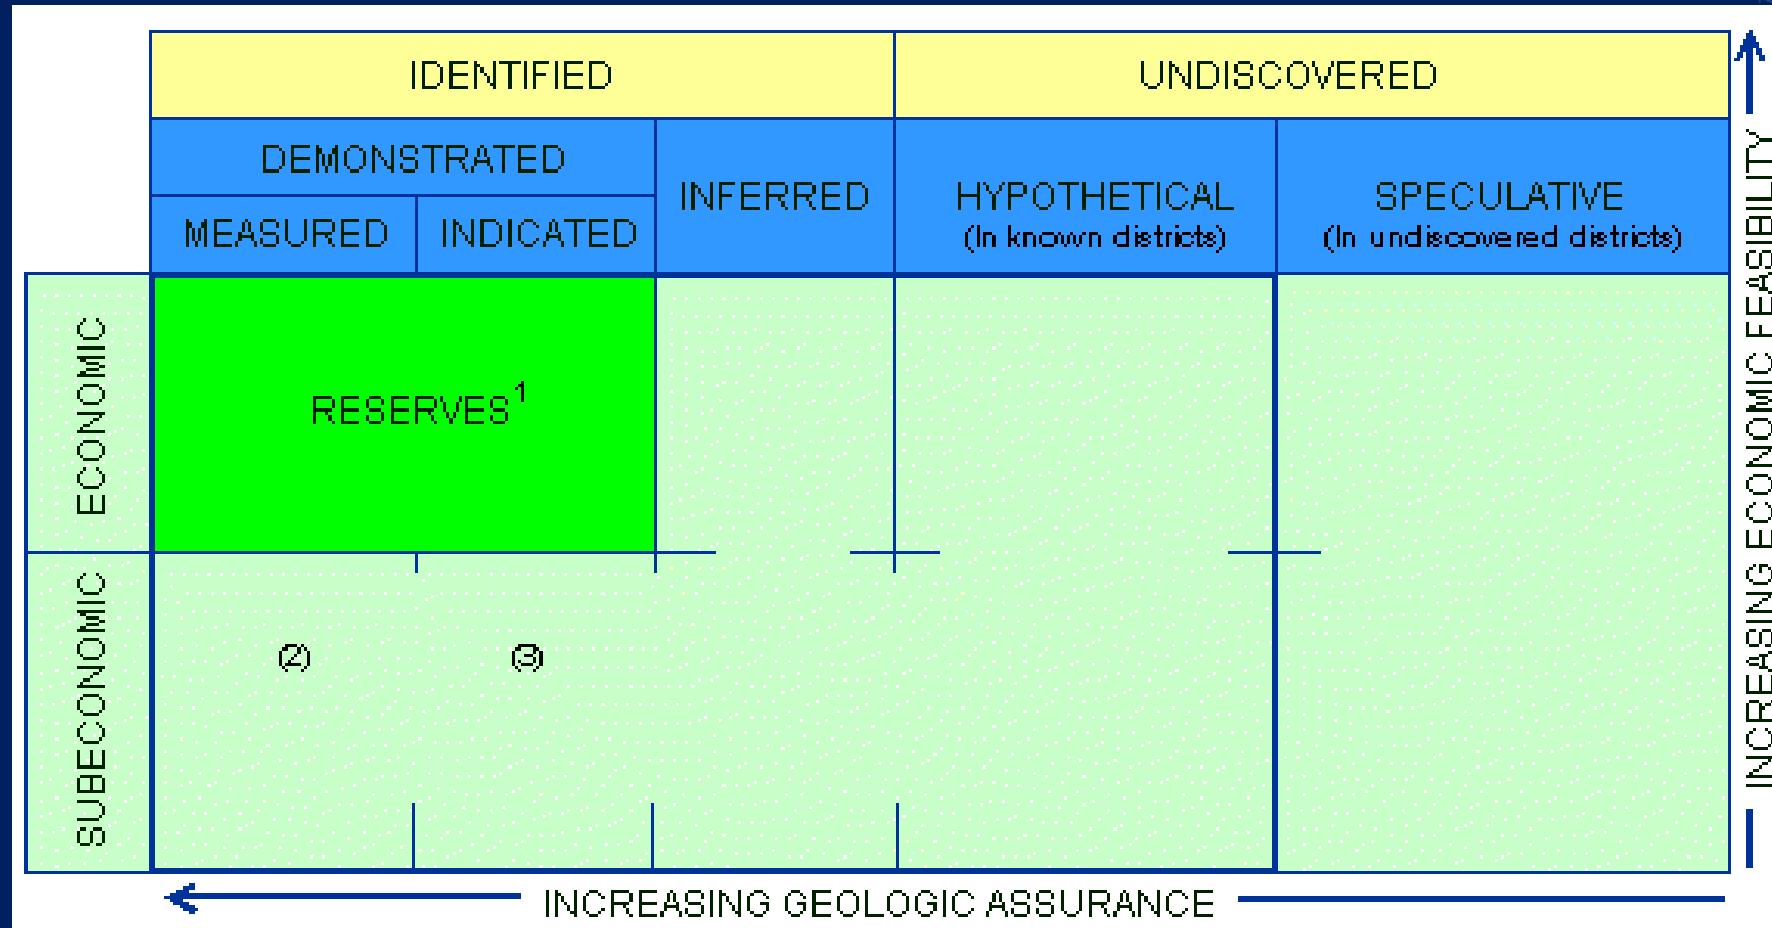 IDENTIFIED
UNDISCOVERED
DEMONSTRATED
INFERRED
HYPOTHETICAL
(In known districts)
SPECULATIVE
(In undiscovered districts)
MEASURED
INDICATED
ECONOMIC
RESERVES¹
SUBECONOMIC
(2)
(3)
INCREASING GEOLOGIC ASSURANCE
INCREASING ECONOMIC FEASIBILITY